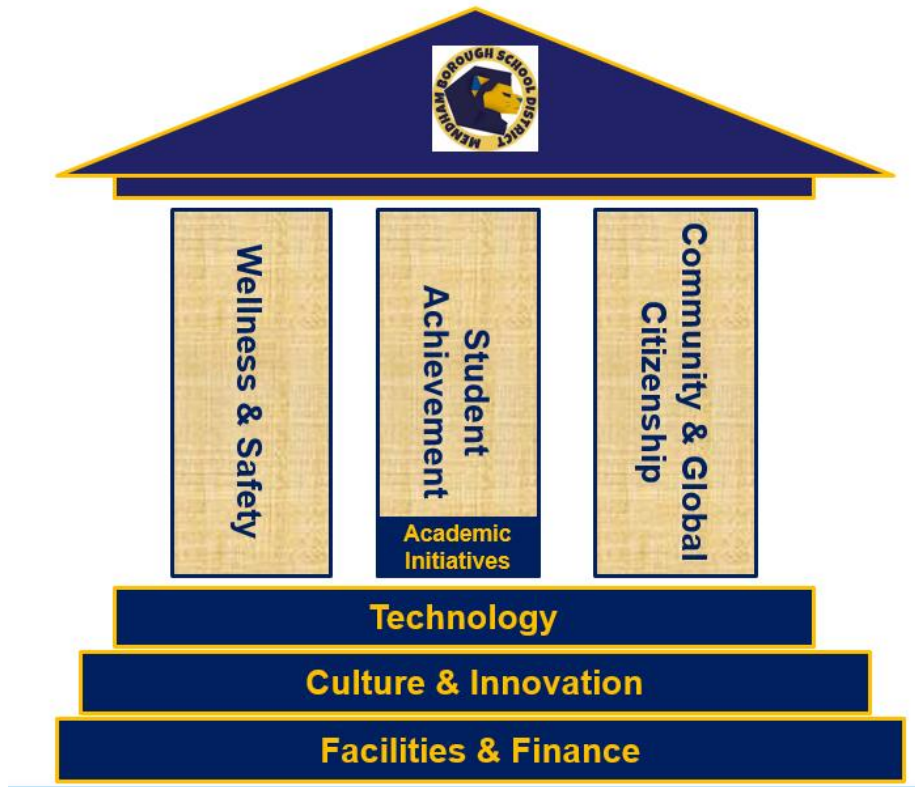 MENDHAM BOROUGH SCHOOL DISTRICT
Wellness & Safety
Student
Achievement
Academic
Initiatives
Community & Global
Citizenship
Technology
Culture & Innovation
Facilities & Finance